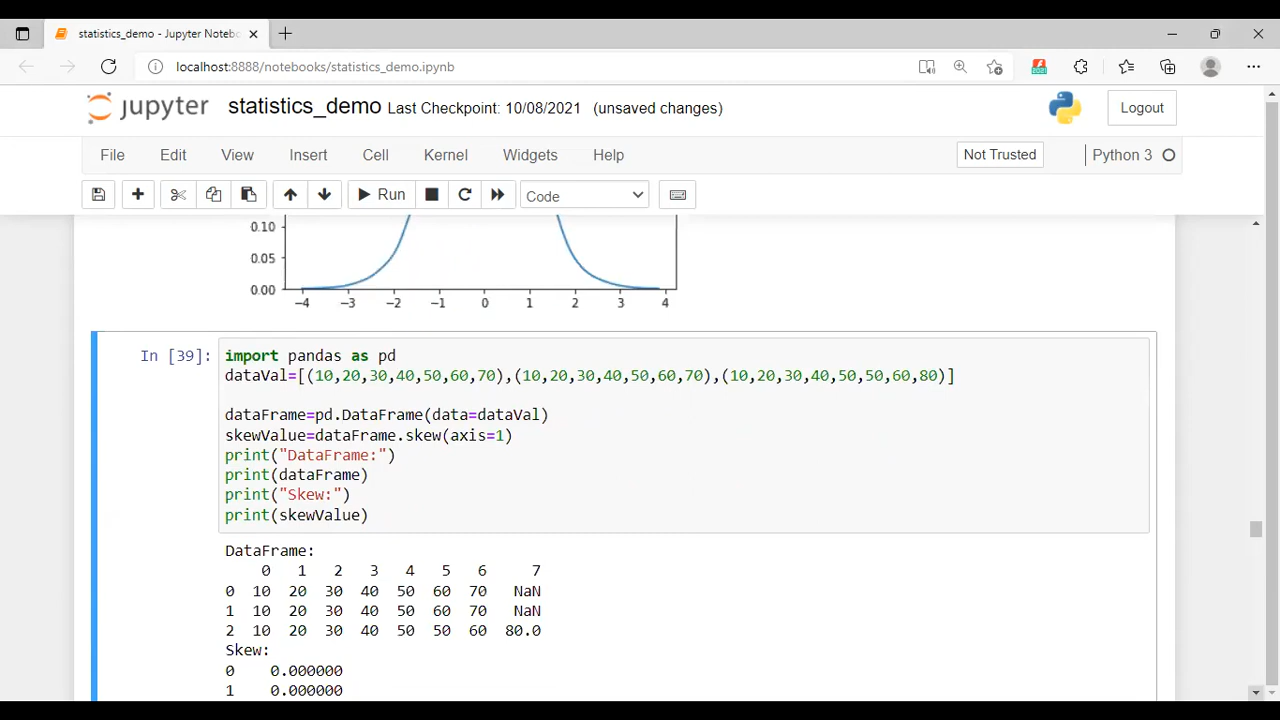 statistics_demo - Jupyter Noteb
localhost:8888/notebooks/statistics_demo.ipynb
jupyter statistics_demo Last Checkpoint: 10/08/2021 (unsaved changes)
Logout
File Edit View Insert Cell Kernel Widgets Help
Not Trusted
Python 3
Run
Code
0.10
0.05
0.00
−4 −3 −2 −1 0 1 2 3 4
In [39]:
import pandas as pd
dataVal=[(10,20,30,40,50,60,70),(10,20,30,40,50,60,70),(10,20,30,40,50,50,60,80)]
dataFrame=pd.DataFrame(data=dataVal)
skewValue=dataFrame.skew(axis=1)
print("DataFrame:")
print(dataFrame)
print("Skew:")
print(skewValue)
DataFrame:
0 1 2 3 4 5 6 7
0 10 20 30 40 50 60 70 NaN
1 10 20 30 40 50 60 70 NaN
2 10 20 30 40 50 50 60 80.0
Skew:
0 0.000000
1 0.000000